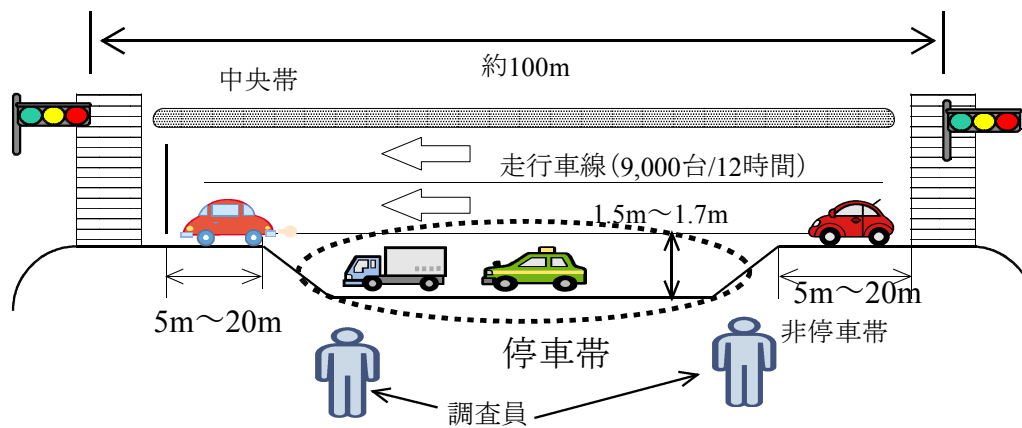 約100m
中央帯
走行車線（9,000台/12時間）
1.5m～1.7m
5m～20m
5m～20m
停車帯
非停車帯
調査員